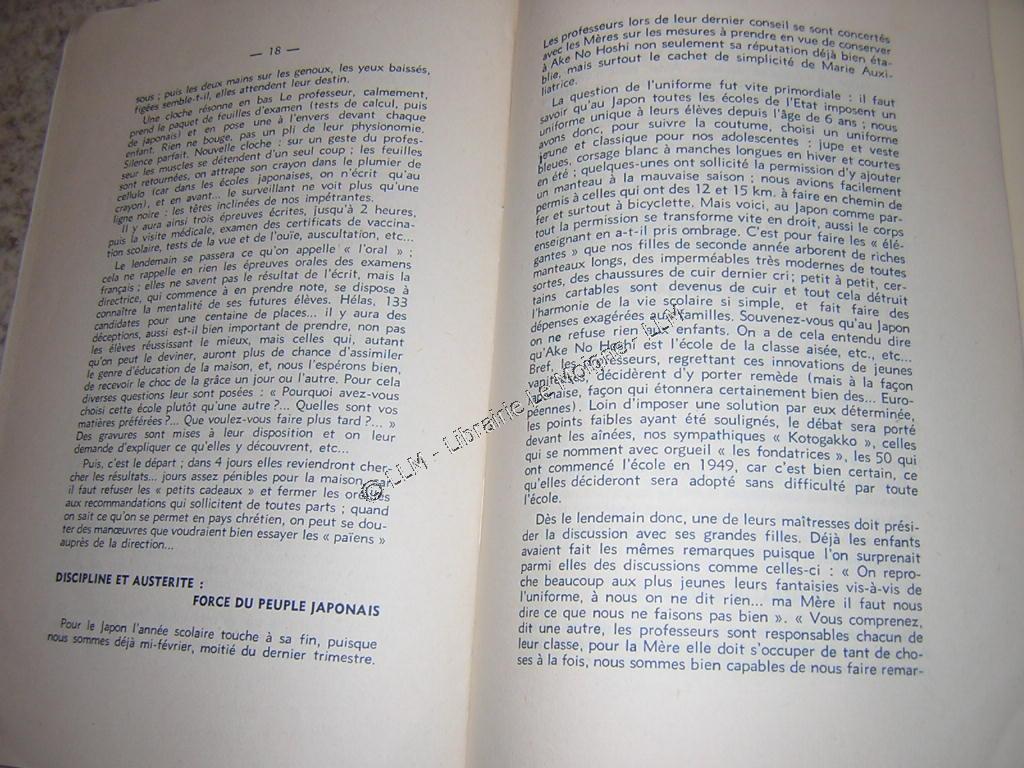 — 18 —
sous ; puis les deux mains sur les genoux, les yeux baissés,
figées semble-t-il, elles attendent leur destin.
Une cloche résonne en bas Le professeur, calmement,
prend le paquet de feuilles d'examen (tests de calcul, puis
de japonais) et en pose une à l'envers devant chaque
enfant. Rien ne bouge, pas un pli de leur physionomie.
Silence parfait. Nouvelle cloche : sur un geste du profes-
seur les muscles se détendent d'un seul coup ; les feuilles
sont retournées, on attrape son crayon dans le plumier de
cellulo (car dans les écoles japonaises, on n'écrit qu'au
crayon), et en avant... le surveillant ne voit plus qu'une
ligne noire : les têtes inclinées de nos impétrantes.
Il y aura ainsi trois épreuves écrites, jusqu'à 2 heures,
puis la visite médicale, examen des certificats de vaccina-
tion scolaire, tests de la vue et de l'ouïe, auscultation, etc...
Le lendemain se passera ce qu'on appelle « l'oral » ;
cela ne rappelle en rien les épreuves orales des examens
français ; elles ne savent pas le résultat de l'écrit, mais la
directrice, qui commence à en prendre note, se dispose à
connaître la mentalité de ses futures élèves. Hélas, 133
candidates pour une centaine de places... il y aura des
déceptions, aussi est-il bien important de prendre, non pas
les élèves réussissant le mieux, mais celles qui, autant
qu'on peut le deviner, auront plus de chance d'assimiler
le genre d'éducation de la maison, et, nous l'espérons bien,
de recevoir le choc de la grâce un jour ou l'autre. Pour cela
diverses questions leur sont posées : « Pourquoi avez-vous
choisi cette école plutôt qu'une autre ?... Quelles sont vos
matières préférées ?... Que voulez-vous faire plus tard ?... »
Des gravures sont mises à leur disposition et on leur
demande d'expliquer ce qu'elles y découvrent, etc...
Puis, c'est le départ ; dans 4 jours elles reviendront cher-
cher les résultats... jours assez pénibles pour la maison,
il faut refuser les « petits cadeaux » et fermer les oreilles
aux recommandations qui sollicitent de toutes parts ; quand
on sait ce qu'on se permet en pays chrétien, on peut se dou-
ter des manœuvres que voudraient bien essayer les « païens »
auprès de la direction...
DISCIPLINE ET AUSTERITE :
FORCE DU PEUPLE JAPONAIS
Pour le Japon l'année scolaire touche à sa fin, puisque
nous sommes déjà mi-février, moitié du dernier trimestre.
Les professeurs lors de leur dernier conseil se sont concertés
avec les Mères sur les mesures à prendre en vue de conserver
à Ake No Hoshi non seulement sa réputation déjà bien éta-
blie, mais surtout le cachet de simplicité de Marie Auxi-
liatrice.
La question de l'uniforme fut vite primordiale : il faut
savoir qu'au Japon toutes les écoles de l'Etat imposent un
uniforme unique à leurs élèves depuis l'âge de 6 ans ; nous
avons donc, pour suivre la coutume, choisi un uniforme
jeune et classique pour nos adolescentes : jupe et veste
bleues, corsage blanc à manches longues en hiver et courtes
en été ; quelques-unes ont sollicité la permission d'y ajouter
un manteau à la mauvaise saison ; nous avions facilement
permis à celles qui ont des 12 et 15 km. à faire en chemin de
fer et surtout à bicyclette. Mais voici, au Japon comme par-
tout la permission se transforme vite en droit, aussi le corps
enseignant en a-t-il pris ombrage. C'est pour faire les « élé-
gantes » que nos filles de seconde année arborent de riches
manteaux longs, des imperméables très modernes de toutes
sortes, des chaussures de cuir dernier cri ; petit à petit, cer-
tains cartables sont devenus de cuir et tout cela détruit
l'harmonie de la vie scolaire si simple, et fait faire des
dépenses exagérées aux familles. Souvenez-vous qu'au Japon
on ne refuse rien aux enfants. On a de cela entendu dire
qu'Ake No Hoshi est l'école de la classe aisée, etc., etc...
Bref, les professeurs, regrettant ces innovations de jeunes
vaniteuses, décidèrent d'y porter remède (mais à la façon
japonaise, façon qui étonnera certainement bien des... Euro-
péennes). Loin d'imposer une solution par eux déterminée,
les points faibles ayant été soulignés, le débat sera porté
devant les aînées, nos sympathiques « Kotogakko », celles
qui se nomment avec orgueil « les fondatrices », les 50 qui
ont commencé l'école en 1949, car c'est bien certain, ce
qu'elles décideront sera adopté sans difficulté par toute
l'école.
Dès le lendemain donc, une de leurs maîtresses doit prési-
der la discussion avec ses grandes filles. Déjà les enfants
avaient fait les mêmes remarques puisque l'on surprenait
parmi elles des discussions comme celles-ci : « On repro-
che beaucoup aux plus jeunes leurs fantaisies vis-à-vis de
l'uniforme, à nous on ne dit rien... ma Mère il faut nous
dire ce que nous ne faisons pas bien ». « Vous comprenez,
dit une autre, les professeurs sont responsables chacun de
leur classe, pour la Mère elle doit s'occuper de tant de cho-
ses à la fois, nous sommes bien capables de nous faire remar-
© LLM - Librairie Le Moigner LLM